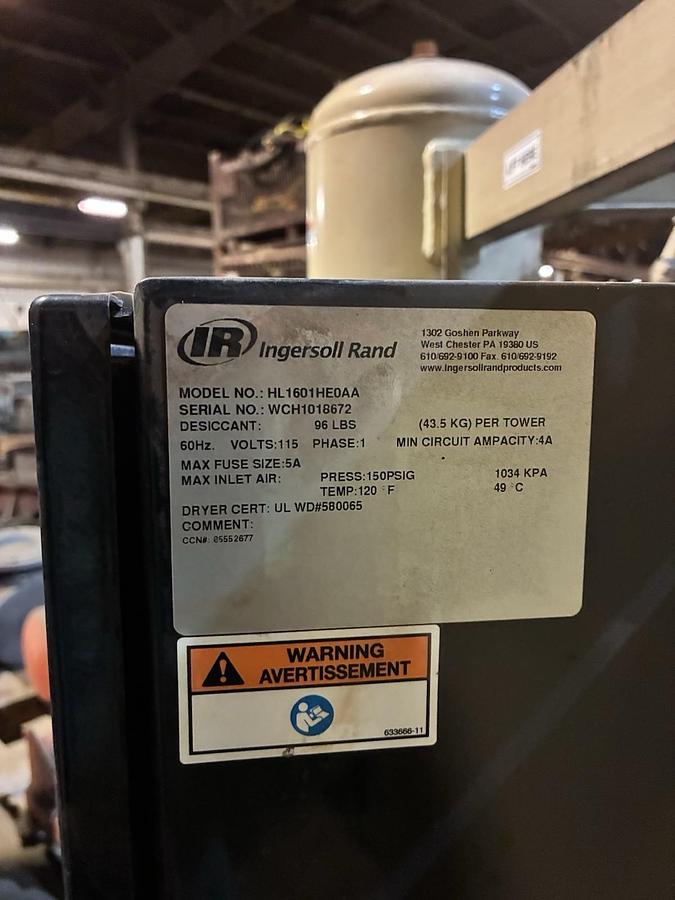 IR Ingersoll Rand
1302 Goshen Parkway
West Chester PA 19380 US
610/692-9100 Fax. 610/692-9192
www.ingersollrandproducts.com
MODEL NO.: HL1601HE0AA
SERIAL NO.: WCH1018672
DESICCANT: 96 LBS (43.5 KG) PER TOWER
60Hz. VOLTS:115 PHASE:1 MIN CIRCUIT AMPACITY:4A
MAX FUSE SIZE:5A
MAX INLET AIR: PRESS:150PSIG 1034 KPA
TEMP:120 °F 49 °C
DRYER CERT: UL WD#580065
COMMENT:
CCN#: 85552677
WARNING
AVERTISSEMENT
633666-11